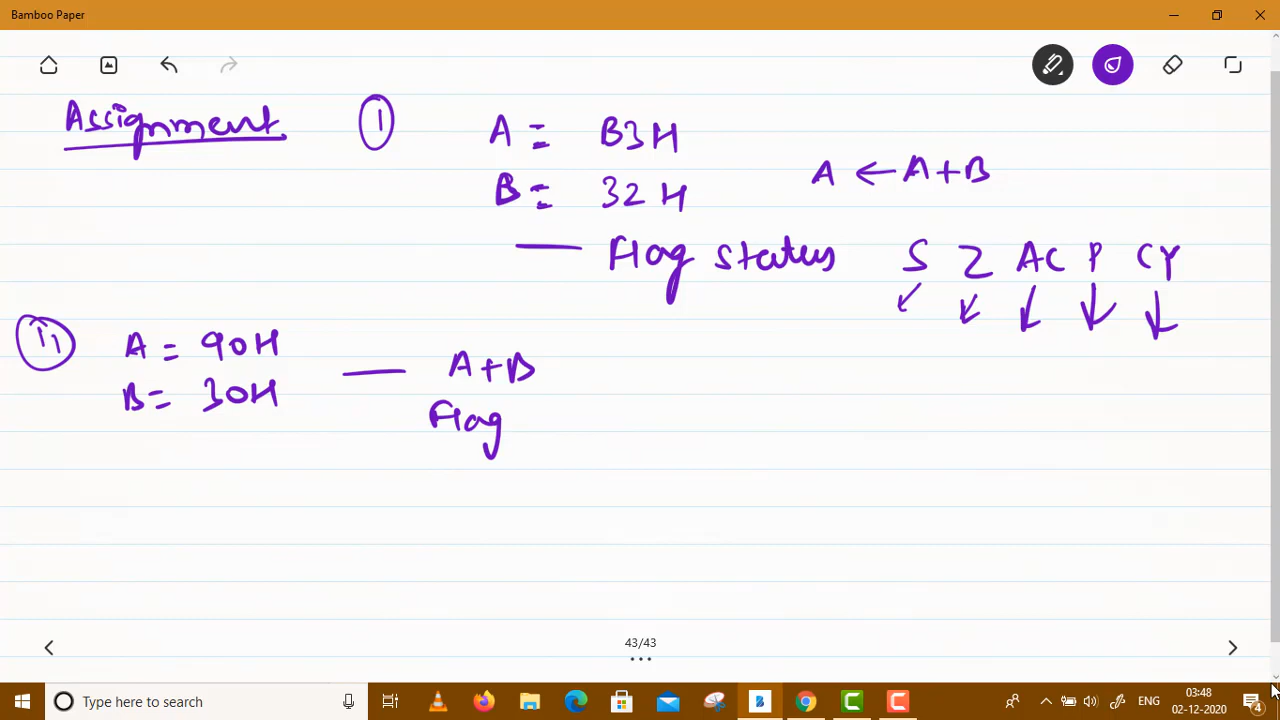 Bamboo Paper
Assignment ① A = B3H
B = 32H
A ← A+B
— Flag status S Z AC P CY
ii A = 90H
B = 30H — A+B
Flag
43/43
Type here to search
ENG
03:48
02-12-2020
4